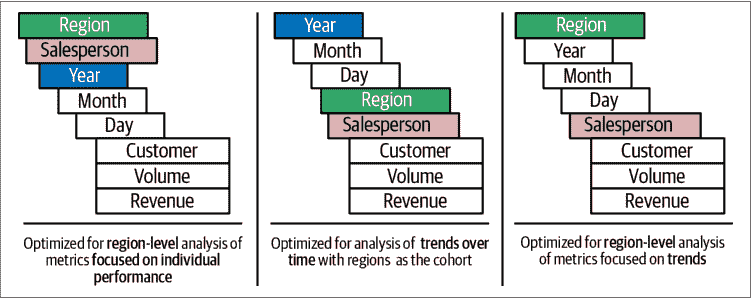 Region
Salesperson
Year
Month
Day
Customer
Volume
Revenue
Optimized for region-level analysis of
metrics focused on individual
performance
Year
Month
Day
Region
Salesperson
Customer
Volume
Revenue
Optimized for analysis of trends over
time with regions as the cohort
Region
Year
Month
Day
Salesperson
Customer
Volume
Revenue
Optimized for region-level analysis
of metrics focused on trends